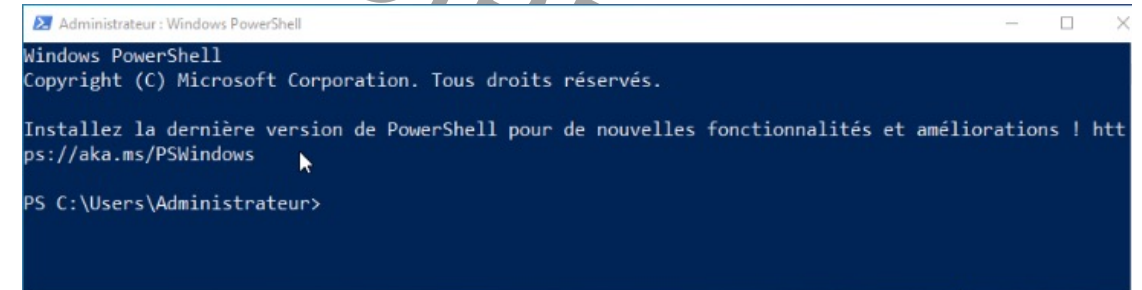 Administrateur : Windows PowerShell
Windows PowerShell
Copyright (C) Microsoft Corporation. Tous droits réservés.
Installez la dernière version de PowerShell pour de nouvelles fonctionnalités et améliorations ! htt
ps://aka.ms/PSWindows
PS C:\Users\Administrateur>